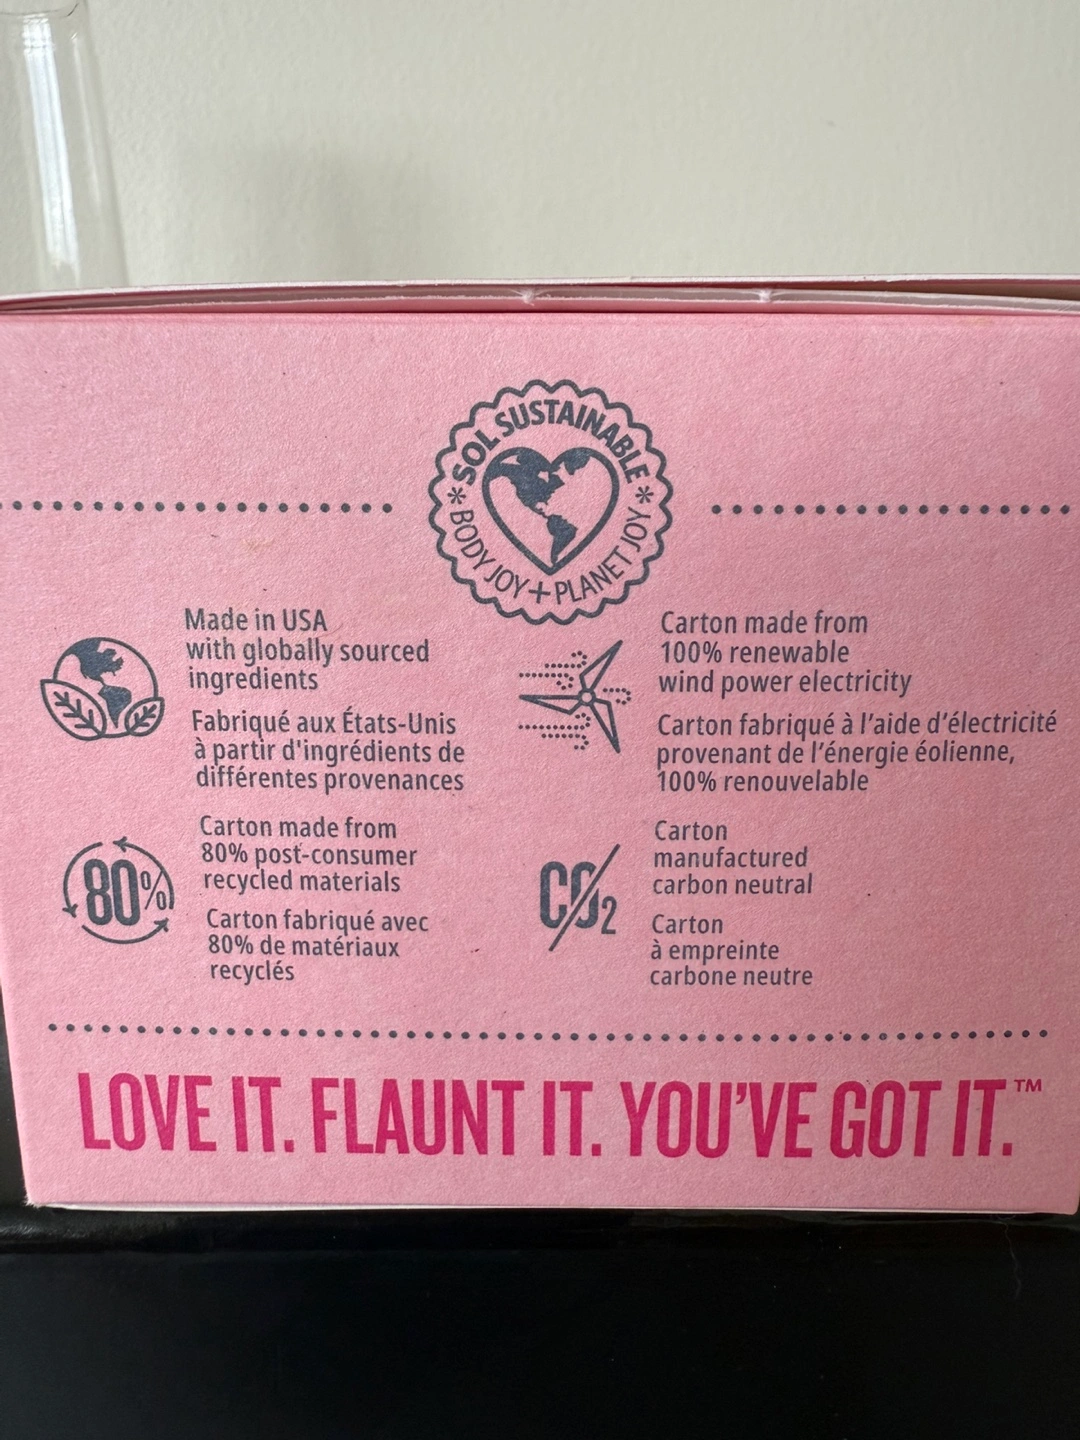 * SOL SUSTAINABLE *
BODY JOY + PLANET JOY
Made in USA
with globally sourced
ingredients
Fabriqué aux États-Unis
à partir d'ingrédients de
différentes provenances
Carton made from
100% renewable
wind power electricity
Carton fabriqué à l'aide d'électricité
provenant de l'énergie éolienne,
100% renouvelable
80%
Carton made from
80% post-consumer
recycled materials
Carton fabriqué avec
80% de matériaux
recyclés
CO2
Carton
manufactured
carbon neutral
Carton
à empreinte
carbone neutre
LOVE IT. FLAUNT IT. YOU'VE GOT IT.™